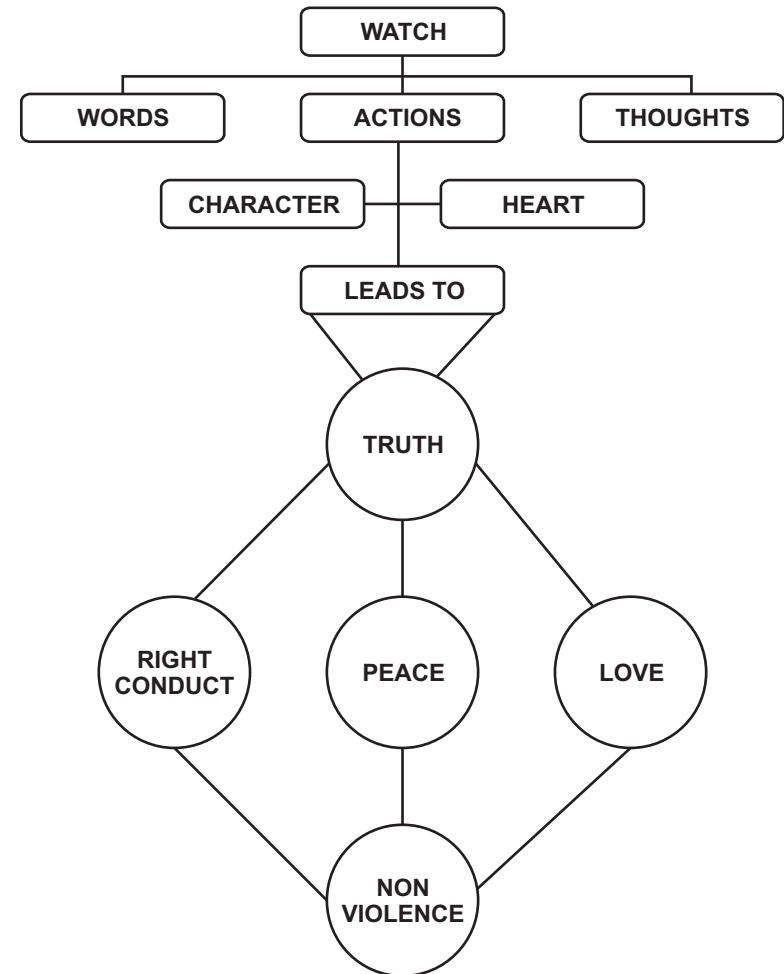 WATCH
WORDS
ACTIONS
THOUGHTS
CHARACTER
HEART
LEADS TO
TRUTH
RIGHT
CONDUCT
PEACE
LOVE
NON
VIOLENCE